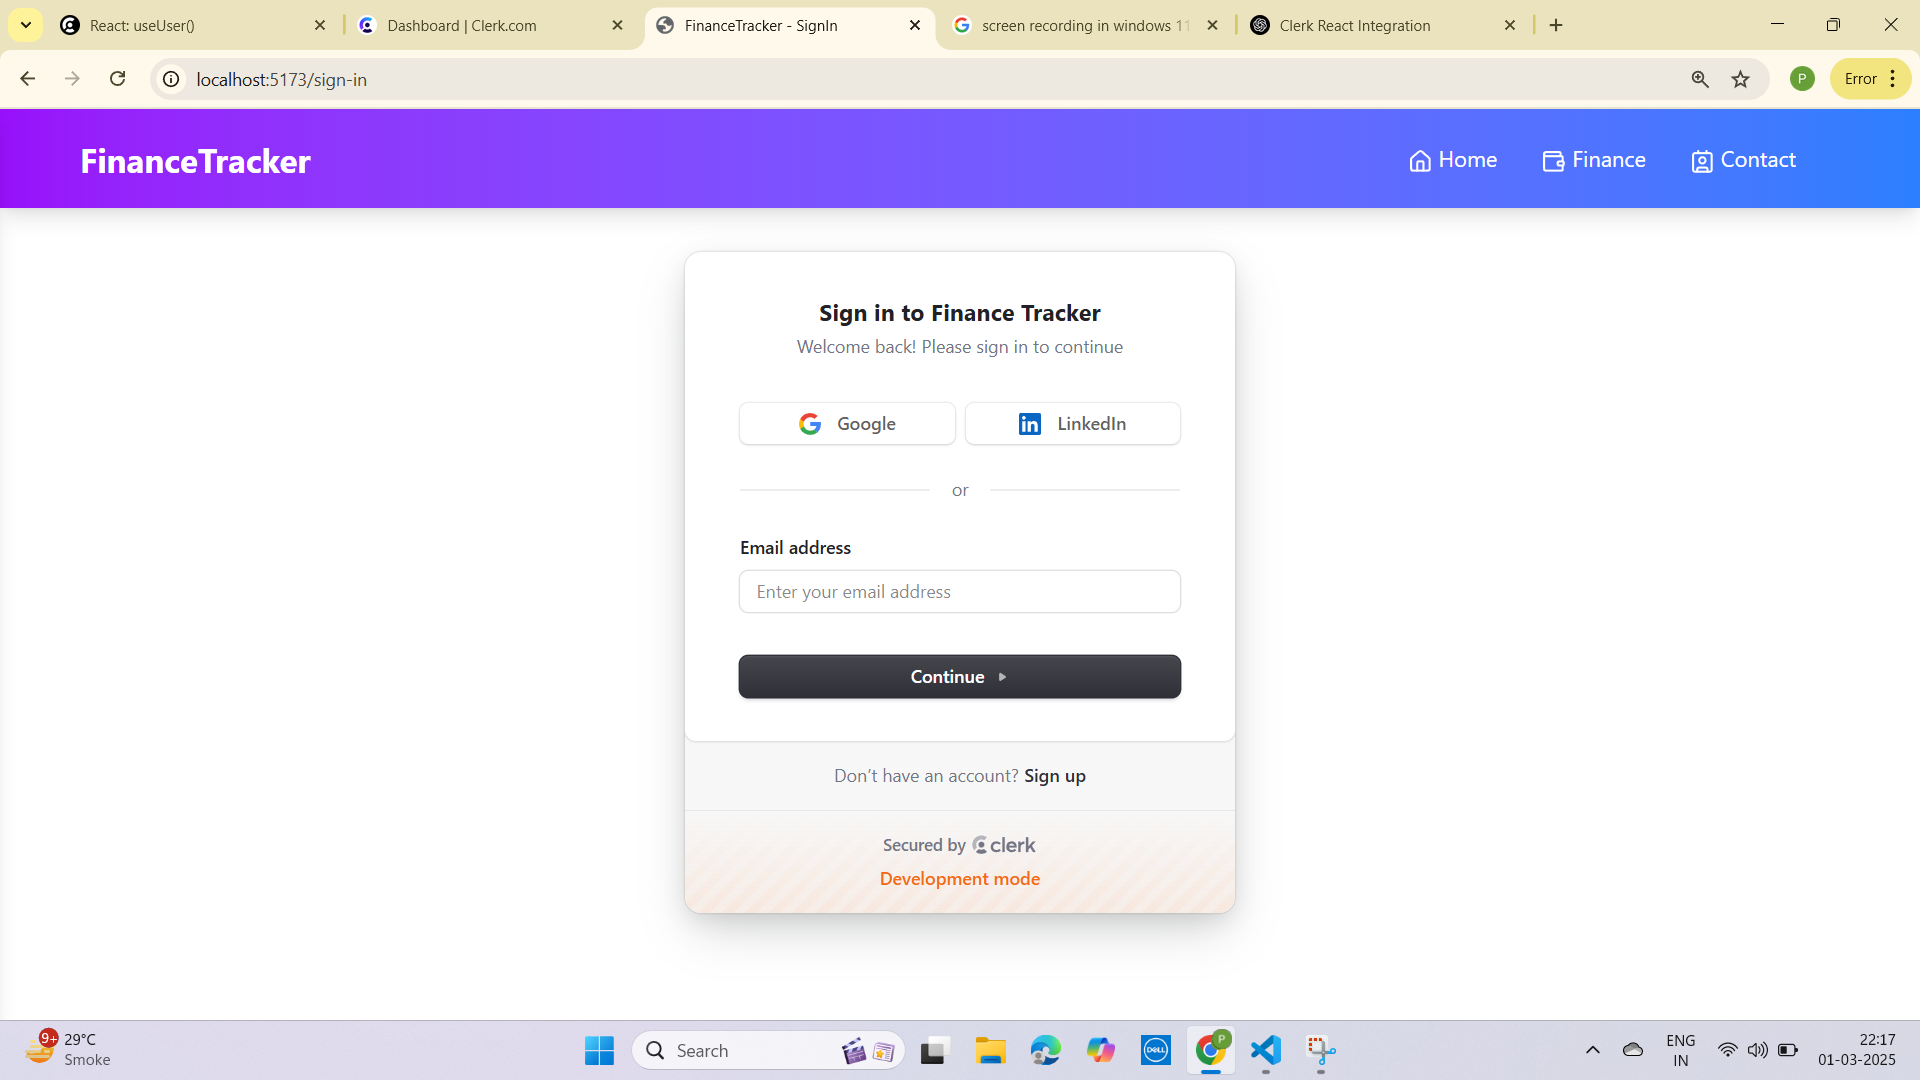 React: useUser()
Dashboard | Clerk.com
FinanceTracker - SignIn
screen recording in windows 11
Clerk React Integration
localhost:5173/sign-in
P
Error
FinanceTracker
Home
Finance
Contact
Sign in to Finance Tracker
Welcome back! Please sign in to continue
Google
LinkedIn
or
Email address
Enter your email address
Continue
Don’t have an account? Sign up
Secured by clerk
Development mode
9+
29°C
Smoke
Search
DELL
P
ENG
IN
22:17
01-03-2025